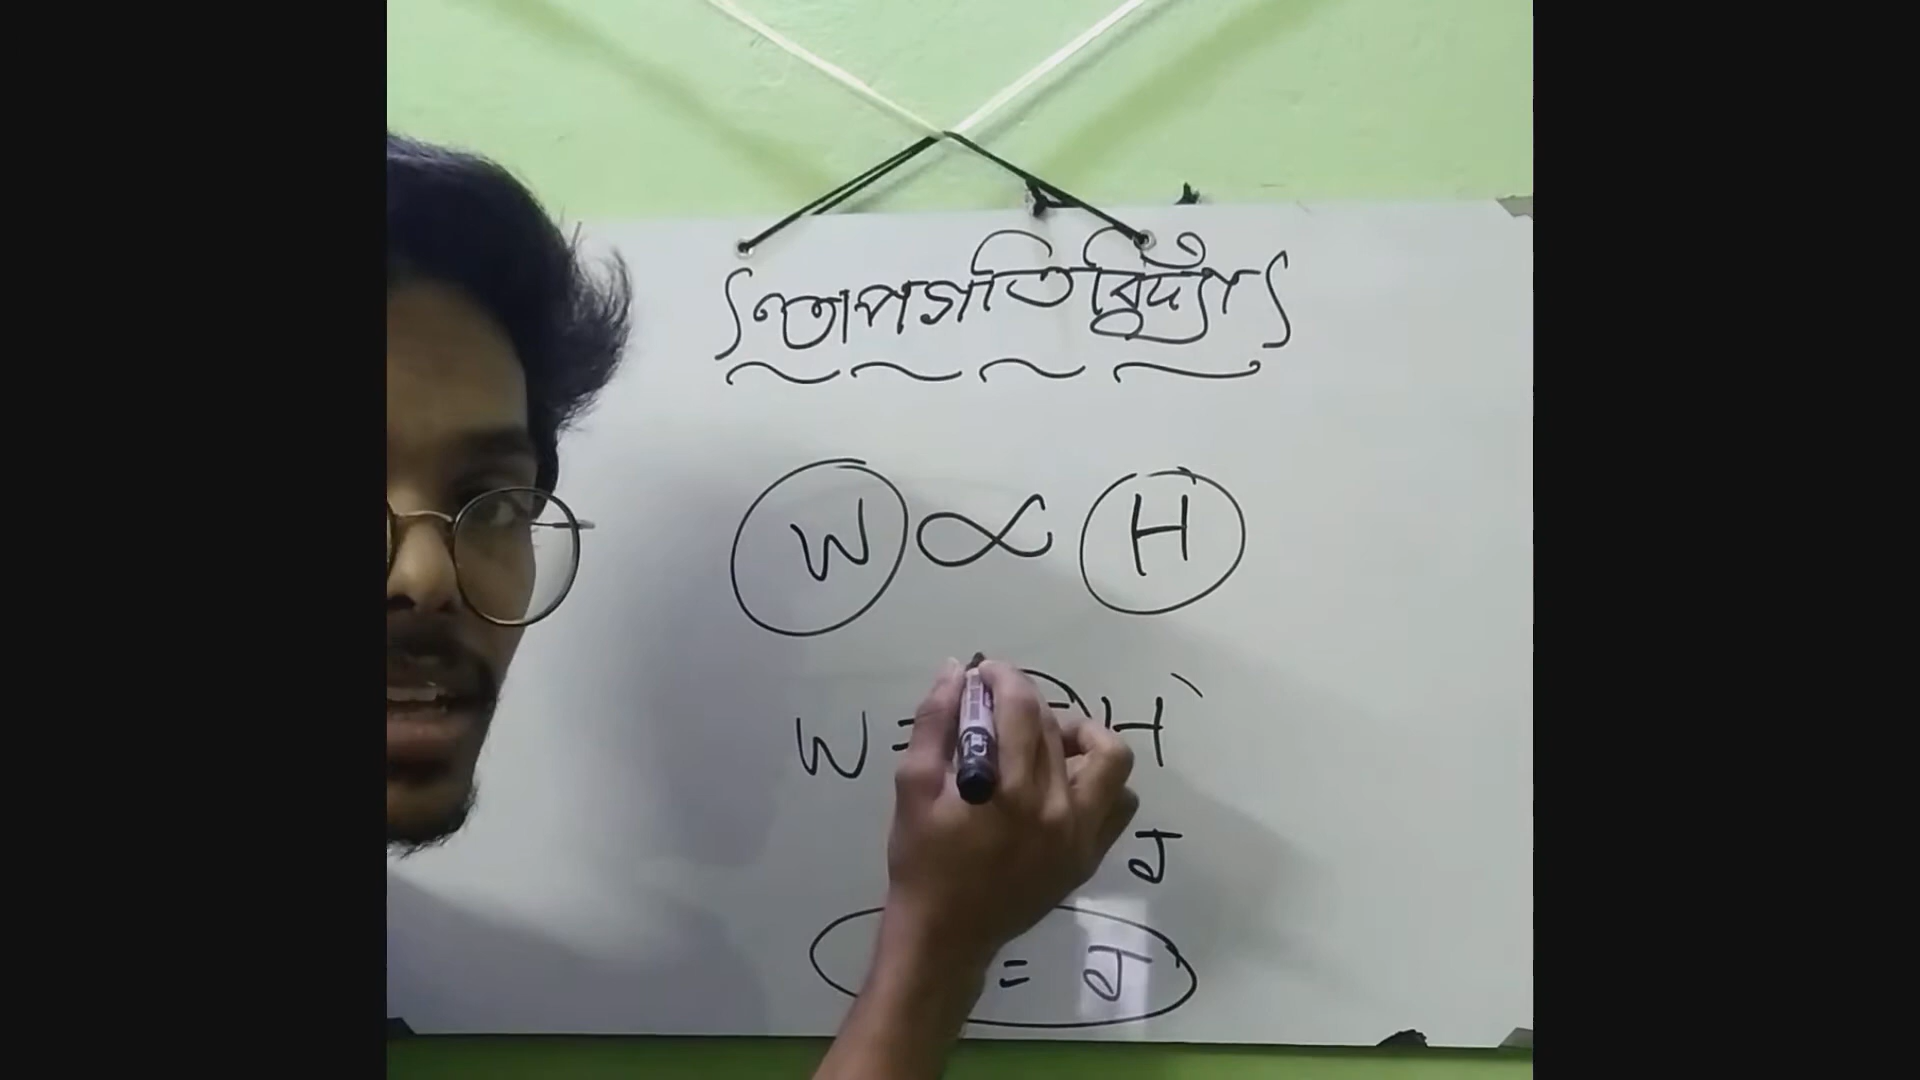 তাপগতিবিদ্যা
W ∝ H
W = H
J
= J